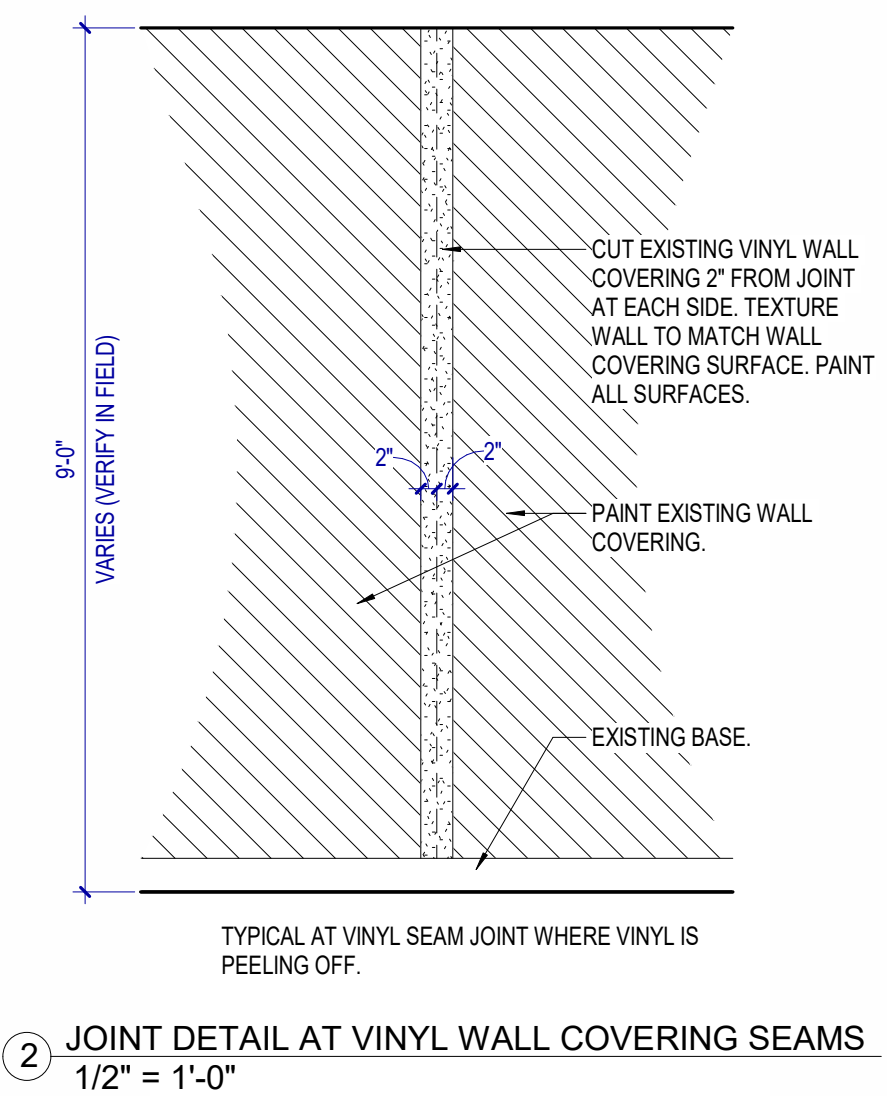 CUT EXISTING VINYL WALL
COVERING 2" FROM JOINT
AT EACH SIDE. TEXTURE
WALL TO MATCH WALL
COVERING SURFACE. PAINT
ALL SURFACES.
9'-0"
VARIES (VERIFY IN FIELD)
2"
2"
PAINT EXISTING WALL
COVERING.
EXISTING BASE.
TYPICAL AT VINYL SEAM JOINT WHERE VINYL IS
PEELING OFF.
2
JOINT DETAIL AT VINYL WALL COVERING SEAMS
1/2" = 1'-0"